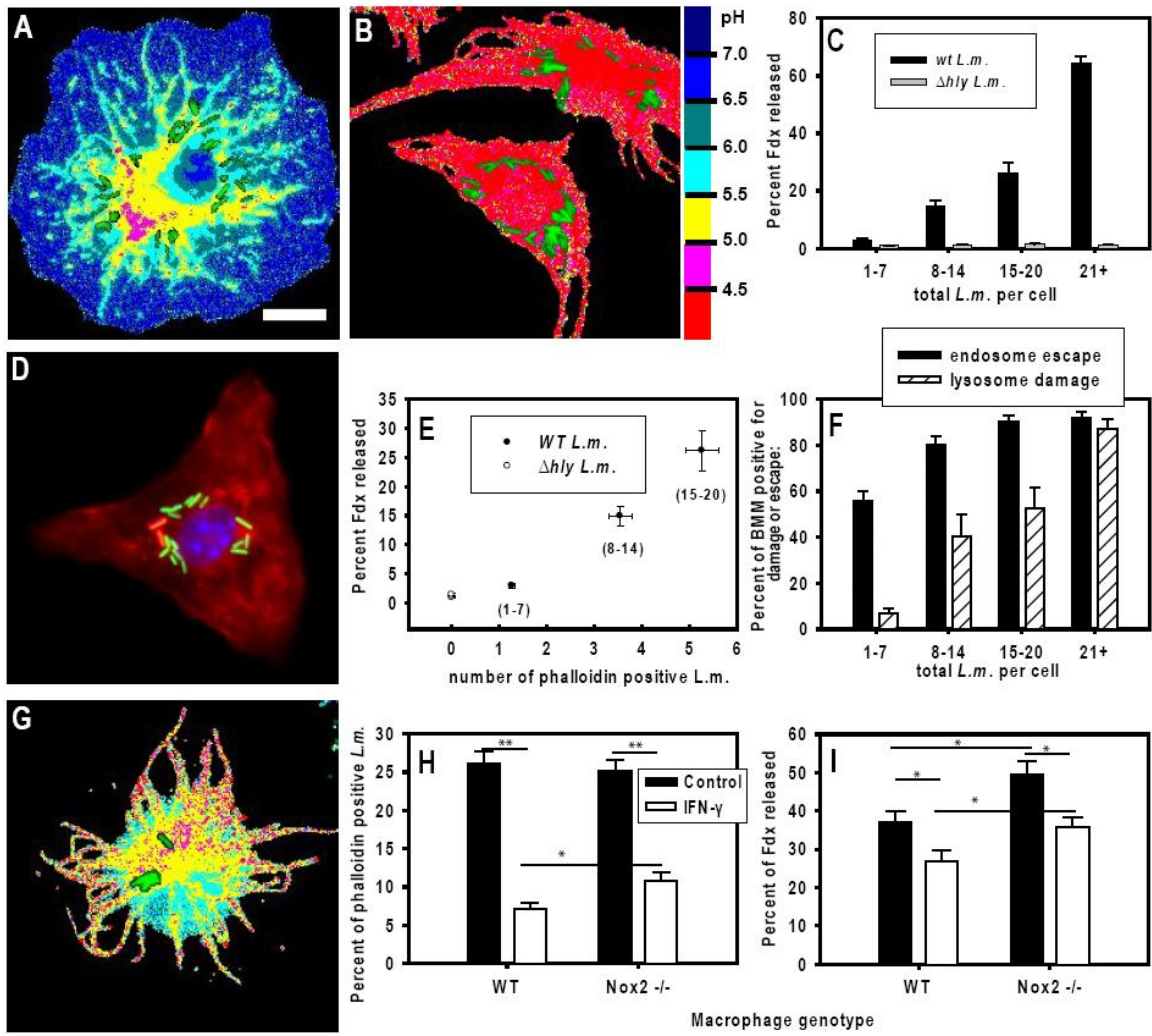 A
B
pH
7.0
6.5
6.0
5.5
5.0
4.5
C
Percent Fdx released
80
60
40
20
0
wt L.m.
Δhly L.m.
1-7 8-14 15-20 21+
total L.m. per cell
D
E
Percent Fdx released
35
30
25
20
15
10
5
0
WT L.m.
Δhly L.m.
(15-20)
(8-14)
(1-7)
0 1 2 3 4 5 6
number of phalloidin positive L.m.
endosome escape
lysosome damage
F
Percent of BMM positive for
damage or escape:
100
80
60
40
20
0
1-7 8-14 15-20 21+
total L.m. per cell
G
H
Percent of phalloidin positive L.m.
30
25
20
15
10
5
0
** **
*
Control
IFN-γ
WT Nox2 -/-
I
Percent of Fdx released
60
50
40
30
20
10
0
*
* *
*
WT Nox2 -/-
Macrophage genotype